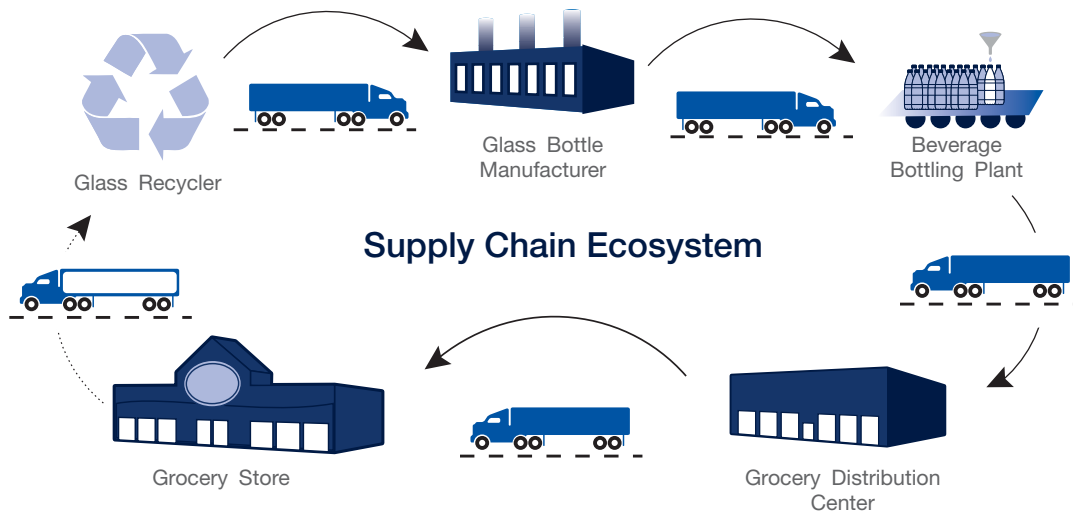 Glass Recycler
Glass Bottle
Manufacturer
Beverage
Bottling Plant
Supply Chain Ecosystem
Grocery Store
Grocery Distribution
Center